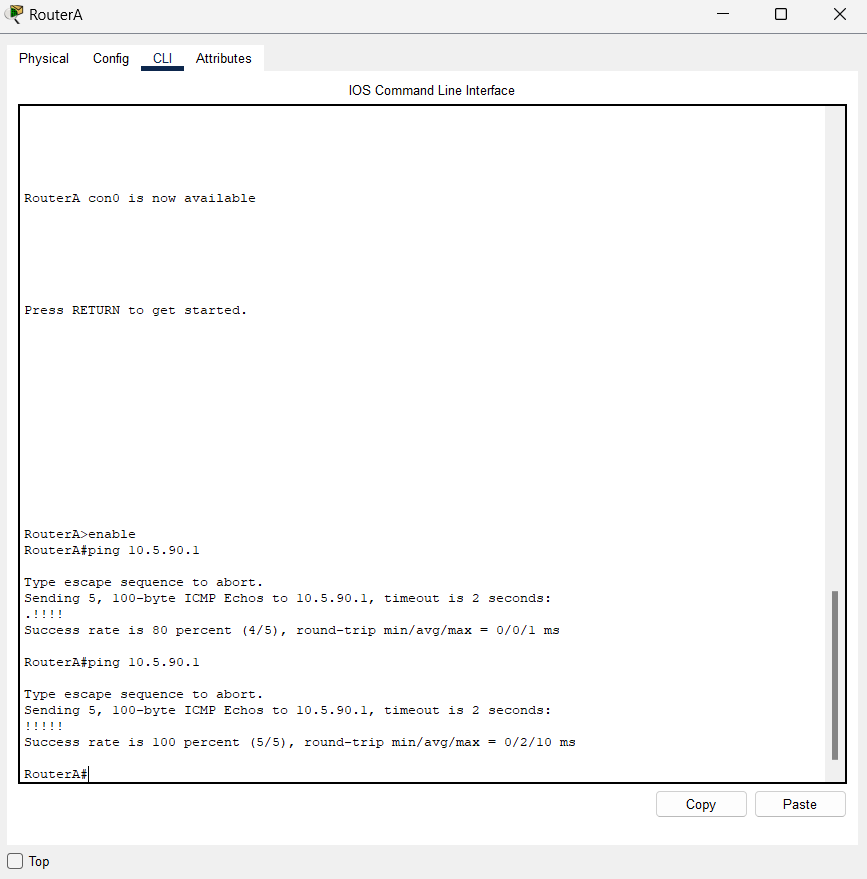 RouterA
Physical Config CLI Attributes
IOS Command Line Interface
RouterA con0 is now available
Press RETURN to get started.
RouterA>enable
RouterA#ping 10.5.90.1
Type escape sequence to abort.
Sending 5, 100-byte ICMP Echos to 10.5.90.1, timeout is 2 seconds:
.!!!!
Success rate is 80 percent (4/5), round-trip min/avg/max = 0/0/1 ms
RouterA#ping 10.5.90.1
Type escape sequence to abort.
Sending 5, 100-byte ICMP Echos to 10.5.90.1, timeout is 2 seconds:
!!!!!
Success rate is 100 percent (5/5), round-trip min/avg/max = 0/2/10 ms
RouterA#
Copy Paste
Top